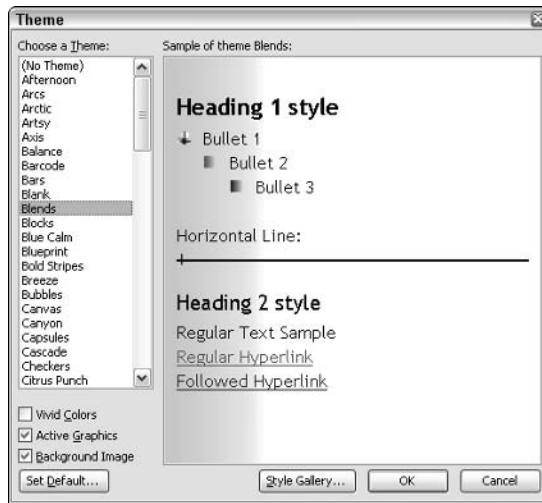 Theme
Choose a Theme:
(No Theme)
Afternoon
Arcs
Arctic
Artsy
Axis
Balance
Barcode
Bars
Blank
Blends
Blocks
Blue Calm
Blueprint
Bold Stripes
Breeze
Bubbles
Canvas
Canyon
Capsules
Cascade
Checkers
Citrus Punch
Vivid Colors
Active Graphics
Background Image
Set Default...
Sample of theme Blends:
Heading 1 style
Bullet 1
Bullet 2
Bullet 3
Horizontal Line:
Heading 2 style
Regular Text Sample
Regular Hyperlink
Followed Hyperlink
Style Gallery...
OK
Cancel